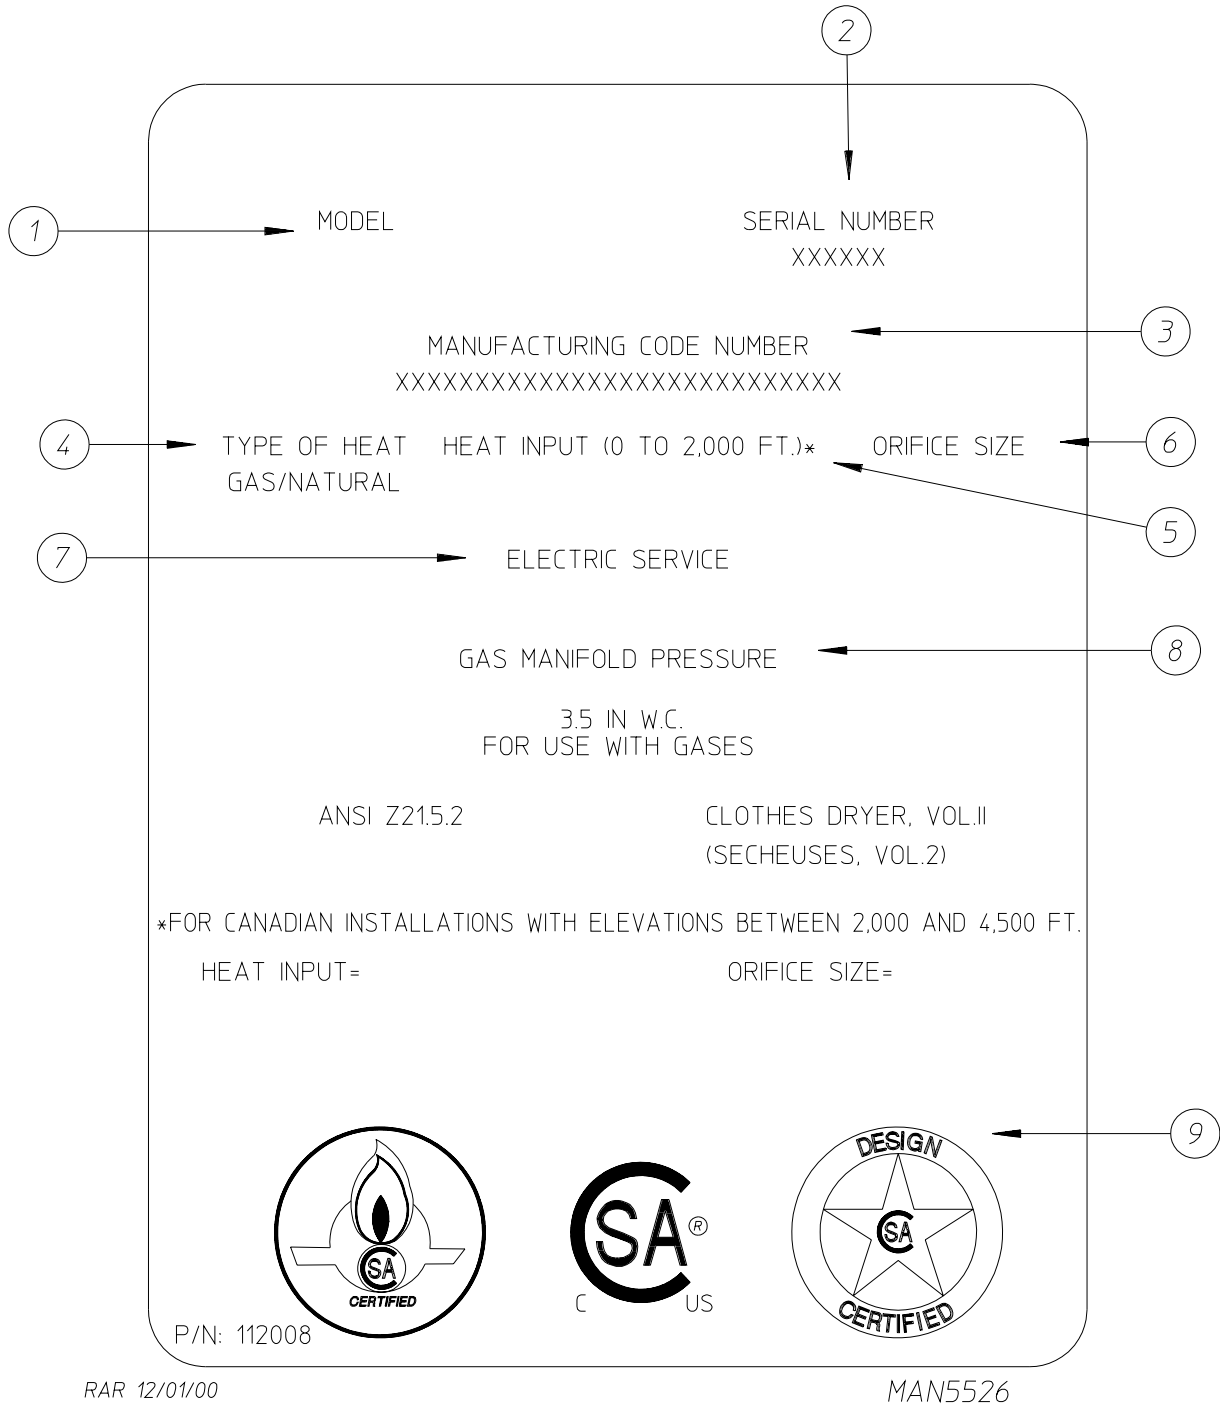 2
1
MODEL
SERIAL NUMBER
XXXXXX
3
MANUFACTURING CODE NUMBER
XXXXXXXXXXXXXXXXXXXXXXXXXXXX
4
TYPE OF HEAT HEAT INPUT (0 TO 2,000 FT.)* ORIFICE SIZE
6
GAS/NATURAL
5
7
ELECTRIC SERVICE
GAS MANIFOLD PRESSURE
8
3.5 IN W.C.
FOR USE WITH GASES
ANSI Z21.5.2
CLOTHES DRYER, VOL.II
(SECHEUSES, VOL.2)
*FOR CANADIAN INSTALLATIONS WITH ELEVATIONS BETWEEN 2,000 AND 4,500 FT.
HEAT INPUT=
ORIFICE SIZE=
9
CSA
CERTIFIED
CSA ®
C US
DESIGN
CSA
CERTIFIED
P/N: 112008
RAR 12/01/00
MAN5526